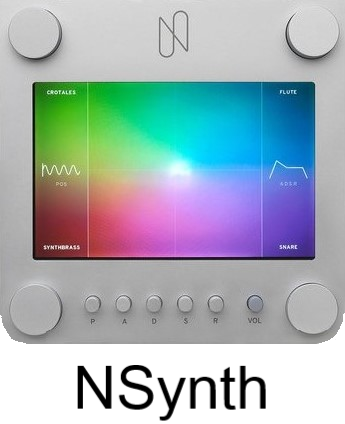 CROTALES FLUTE
POS ADSR
SYNTHBRASS SNARE
P A D S R VOL
NSynth